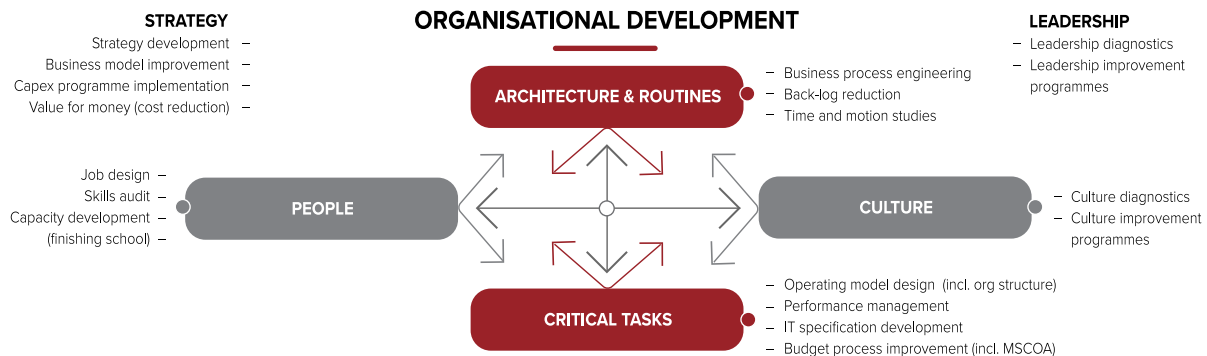 ORGANISATIONAL DEVELOPMENT
STRATEGY
Strategy development –
Business model improvement –
Capex programme implementation –
Value for money (cost reduction) –
LEADERSHIP
– Leadership diagnostics
– Leadership improvement
programmes
ARCHITECTURE & ROUTINES
– Business process engineering
– Back-log reduction
– Time and motion studies
Job design –
Skills audit –
Capacity development –
(finishing school) –
PEOPLE
CULTURE
– Culture diagnostics
– Culture improvement
programmes
CRITICAL TASKS
– Operating model design (incl. org structure)
– Performance management
– IT specification development
– Budget process improvement (incl. MSCOA)